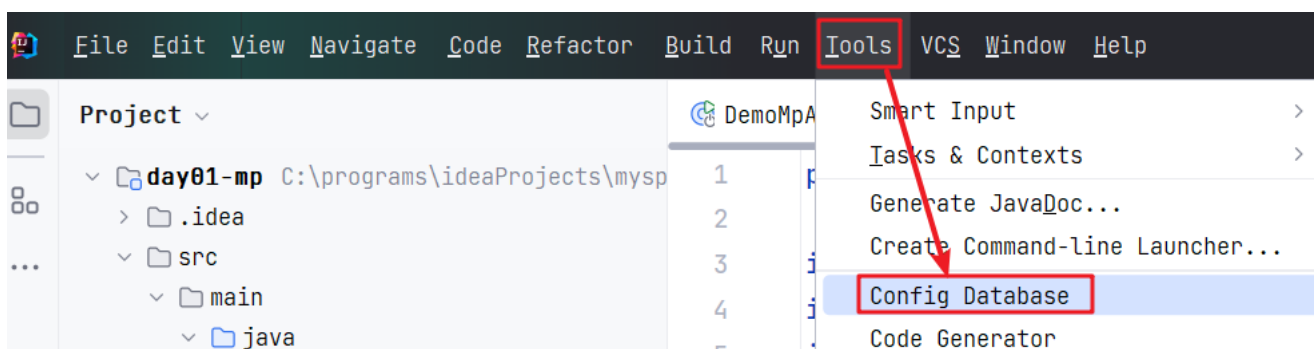 File Edit View Navigate Code Refactor Build Run Tools VCS Window Help
Project
DemoMpA
day01-mp C:\programs\ideaProjects\mysp
.idea
src
main
java
1 p
2
3 i
4 i
Smart Input
Tasks & Contexts
Generate JavaDoc...
Create Command-line Launcher...
Config Database
Code Generator